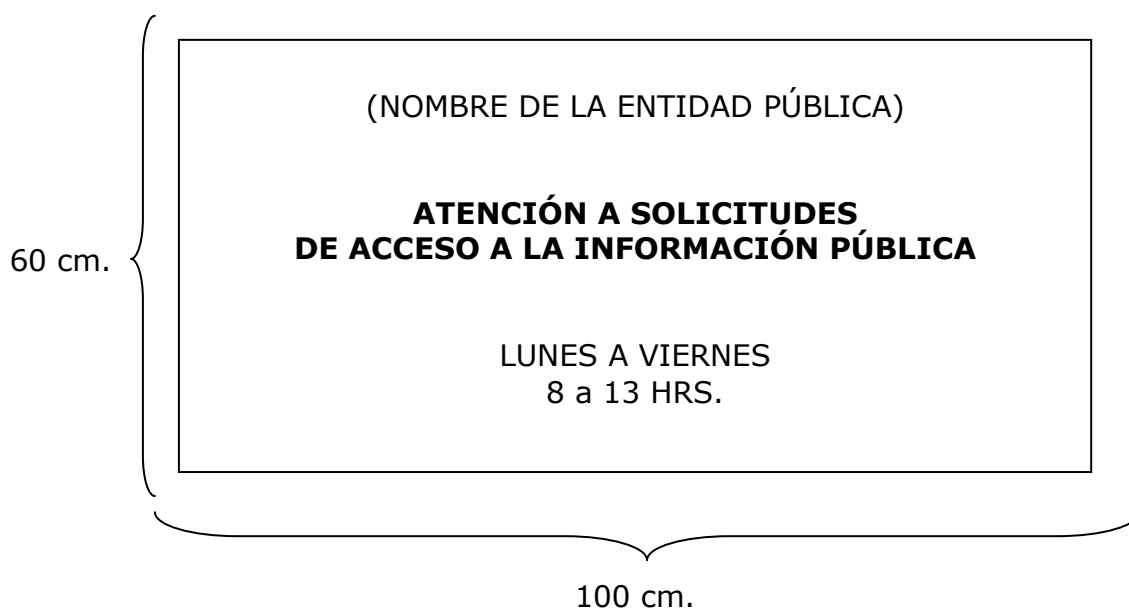 (NOMBRE DE LA ENTIDAD PÚBLICA)
ATENCIÓN A SOLICITUDES
DE ACCESO A LA INFORMACIÓN PÚBLICA
60 cm.
LUNES A VIERNES
8 a 13 HRS.
100 cm.